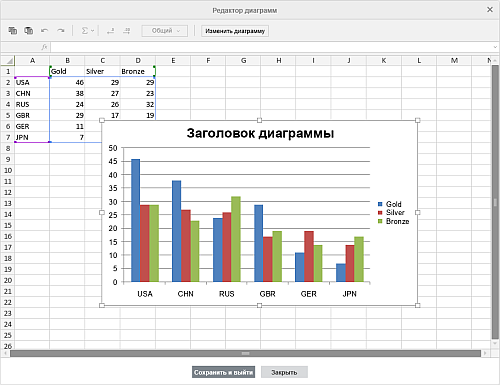 Редактор диаграмм
Общий
Изменить диаграмму
fx
A B C D E F G H I J K L M N
1 Gold Silver Bronze
2 USA 46 29 29
3 CHN 38 27 23
4 RUS 24 26 32
5 GBR 29 17 19
6 GER 11
7 JPN 7
8
9
10
11
12
13
14
15
16
17
18
19
20
21
22
23
24
25
26
Заголовок диаграммы
50
45
40
35
30
25
20
15
10
5
0
USA CHN RUS GBR GER JPN
Gold
Silver
Bronze
Сохранить и выйти Закрыть